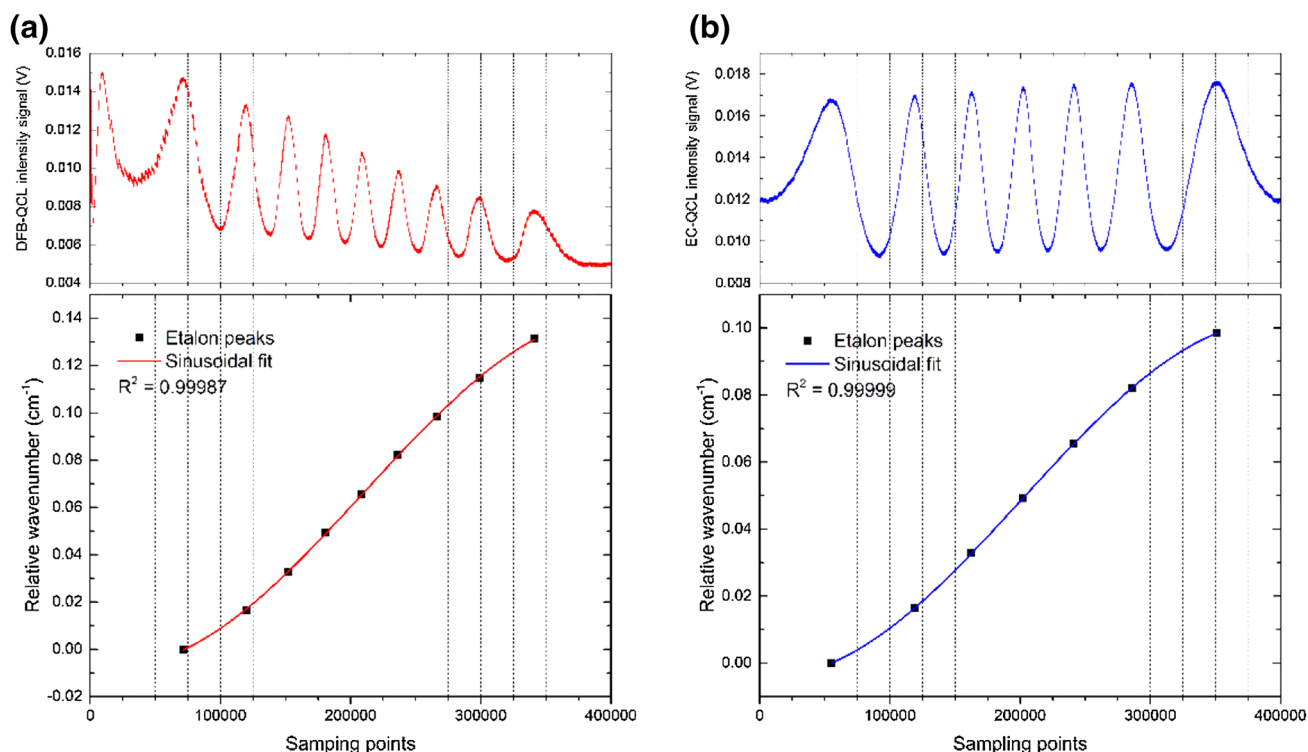 (a)
(b)
DFB-QCL intensity signal (V)
0.016
0.014
0.012
0.010
0.008
0.006
0.004
EC-QCL intensity signal (V)
0.018
0.016
0.014
0.012
0.010
0.008
Relative wavenumber (cm⁻¹)
0.14
0.12
0.10
0.08
0.06
0.04
0.02
0.00
-0.02
Etalon peaks
Sinusoidal fit
R² = 0.99987
0 100000 200000 300000 400000
Samping points
Relative wavenumber (cm⁻¹)
0.10
0.08
0.06
0.04
0.02
0.00
Etalon peaks
Sinusoidal fit
R² = 0.99999
0 100000 200000 300000 400000
Samping points